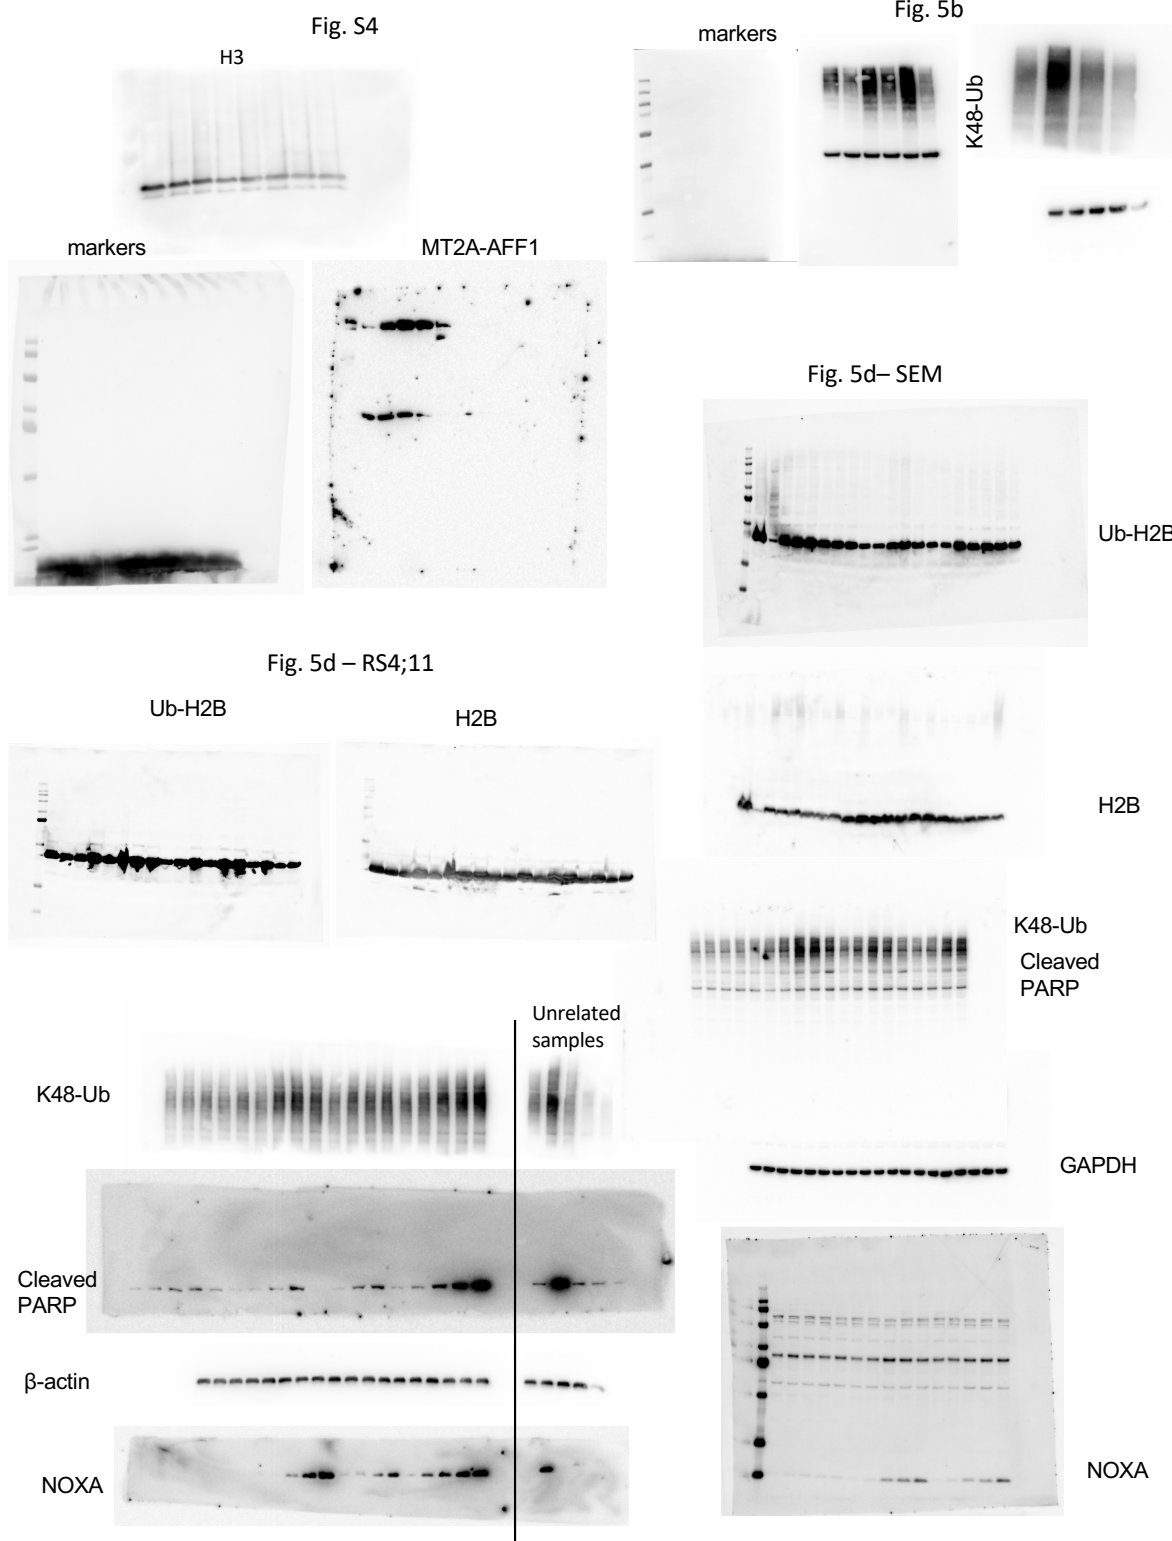 Fig. S4
H3
markers
MT2A-AFF1
Fig. 5b
markers
K48-Ub
Fig. 5d– SEM
Ub-H2B
H2B
K48-Ub
Cleaved
PARP
GAPDH
NOXA
Fig. 5d – RS4;11
Ub-H2B
H2B
Unrelated
samples
K48-Ub
Cleaved
PARP
β-actin
NOXA